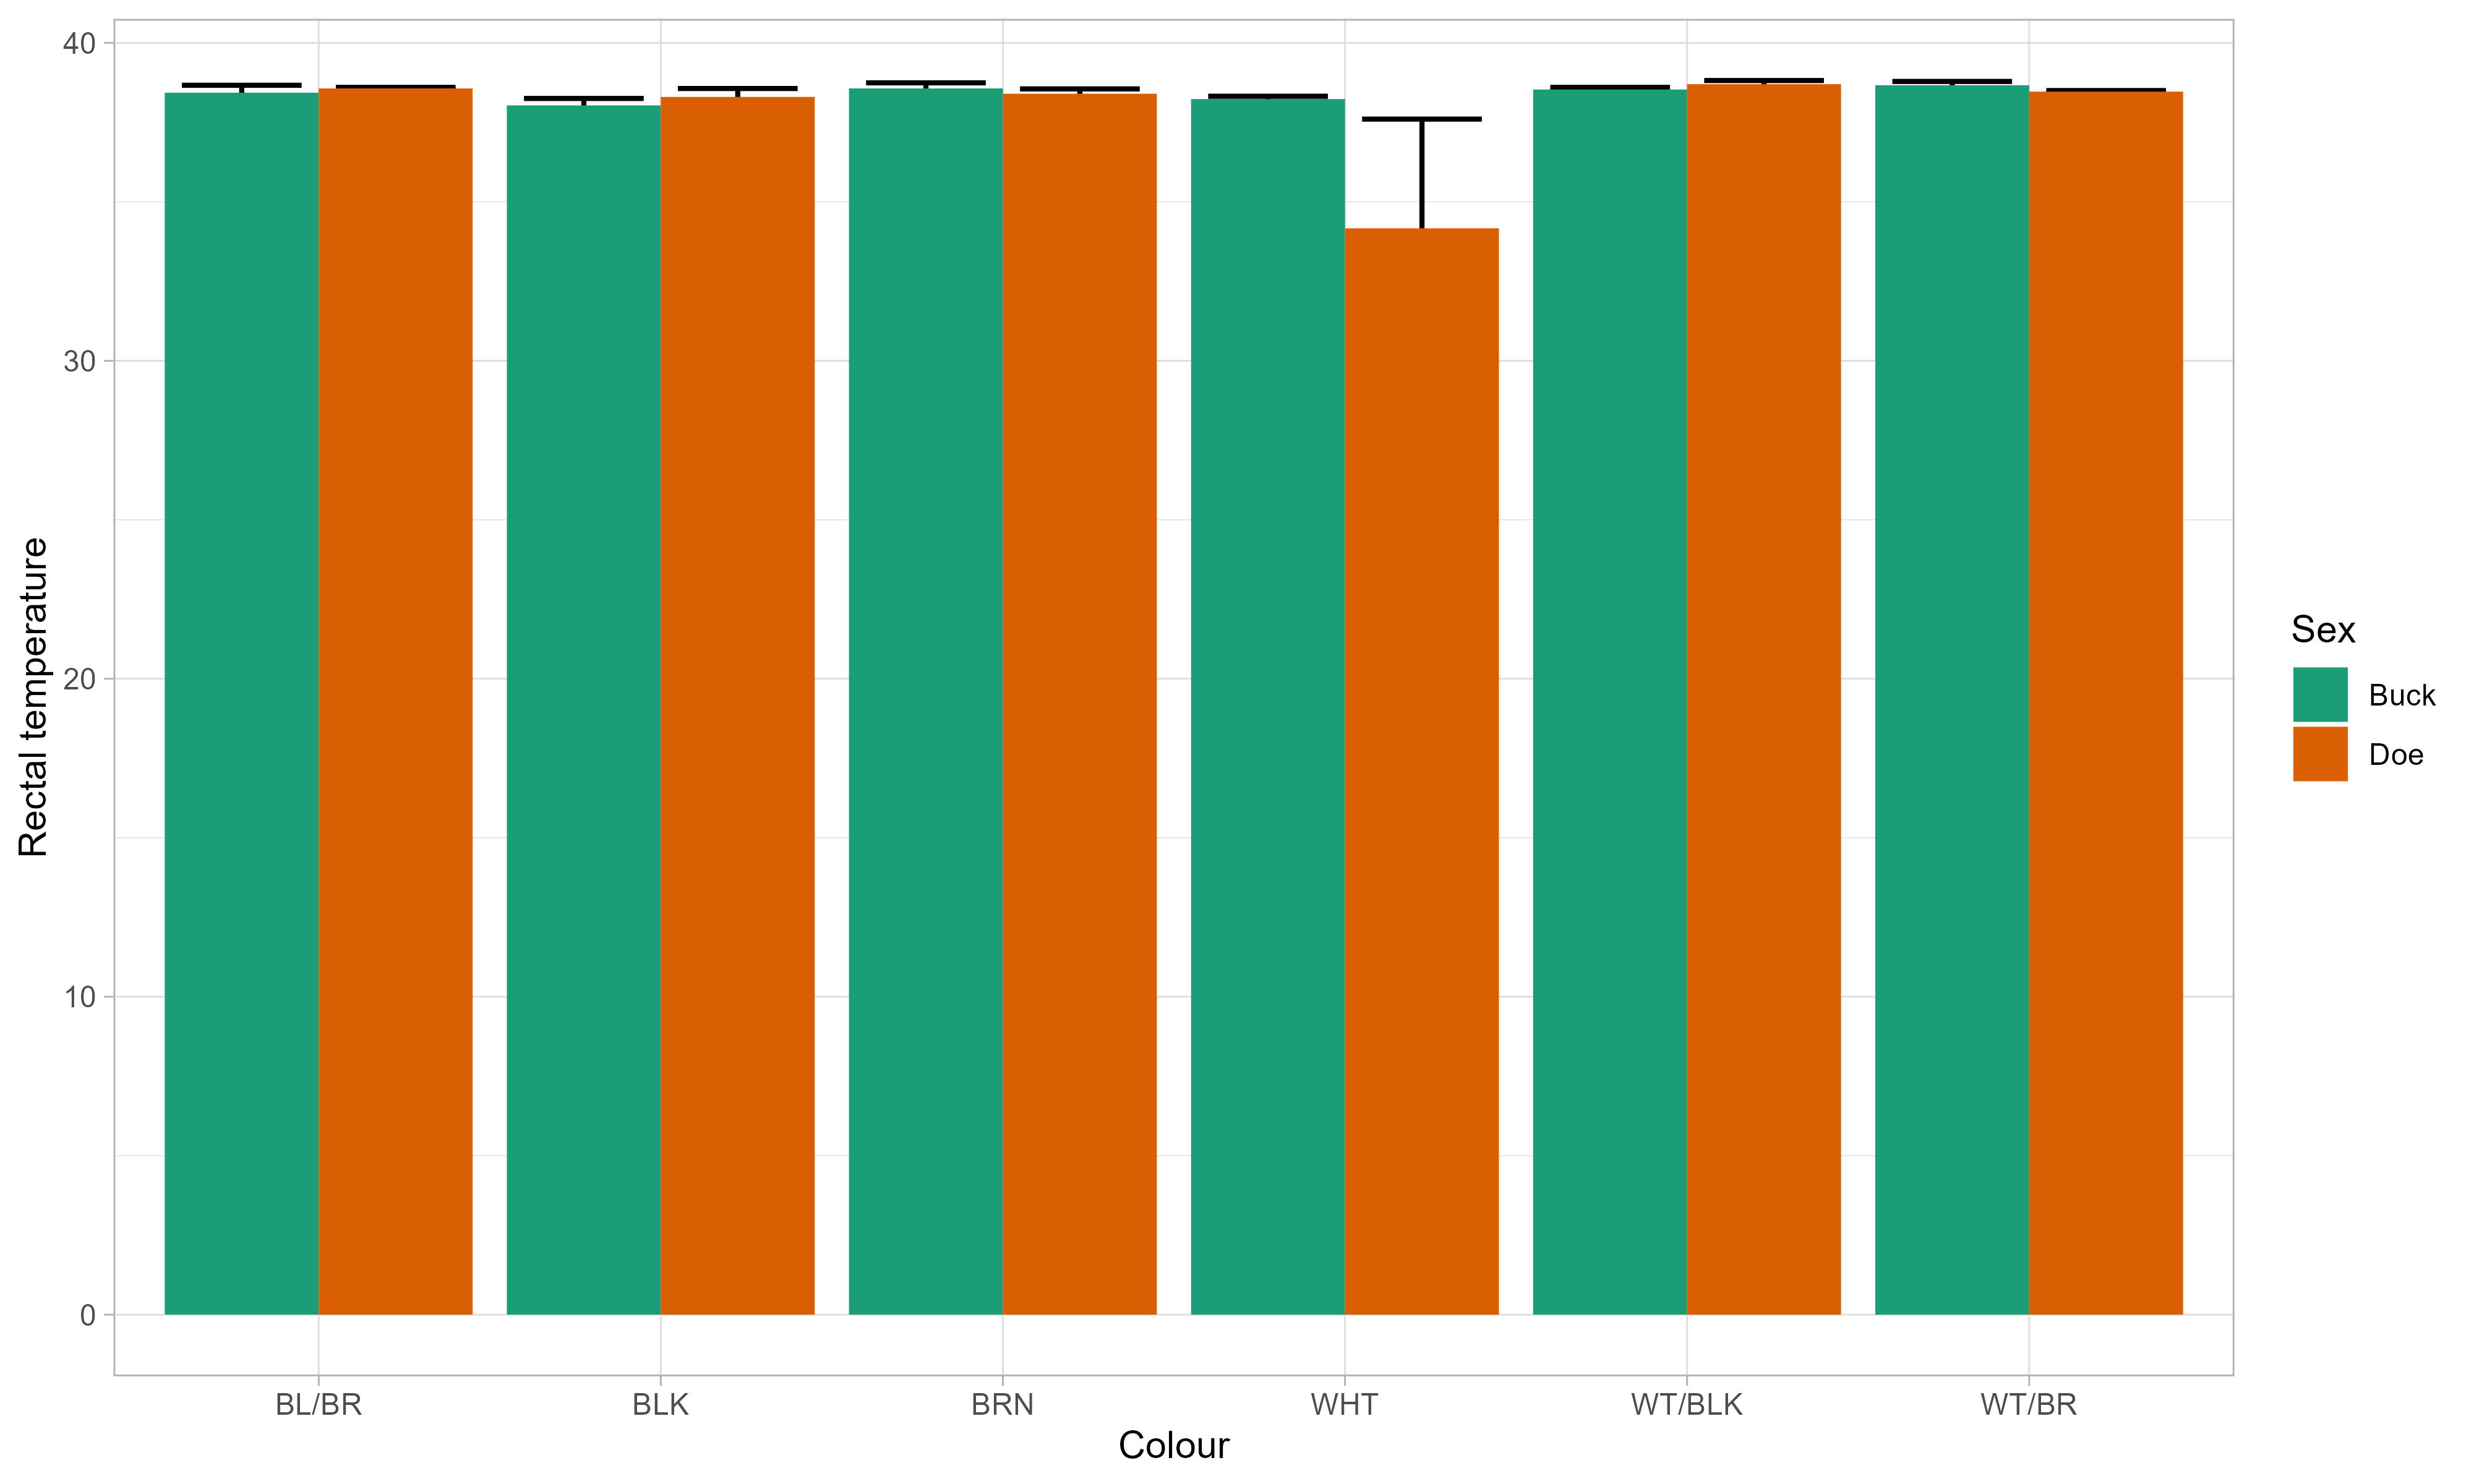 40
30
20
10
0
Rectal temperature
BL/BR BLK BRN WHT WT/BLK WT/BR
Colour
Sex
Buck
Doe